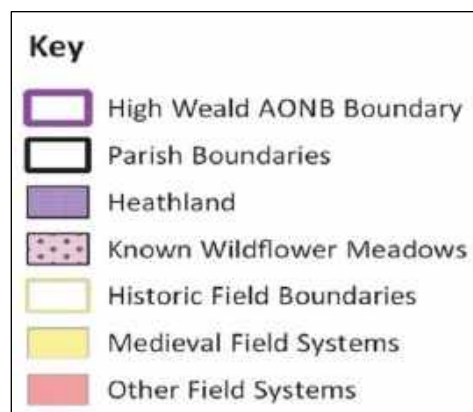 Key
High Weald AONB Boundary
Parish Boundaries
Heathland
Known Wildflower Meadows
Historic Field Boundaries
Medieval Field Systems
Other Field Systems